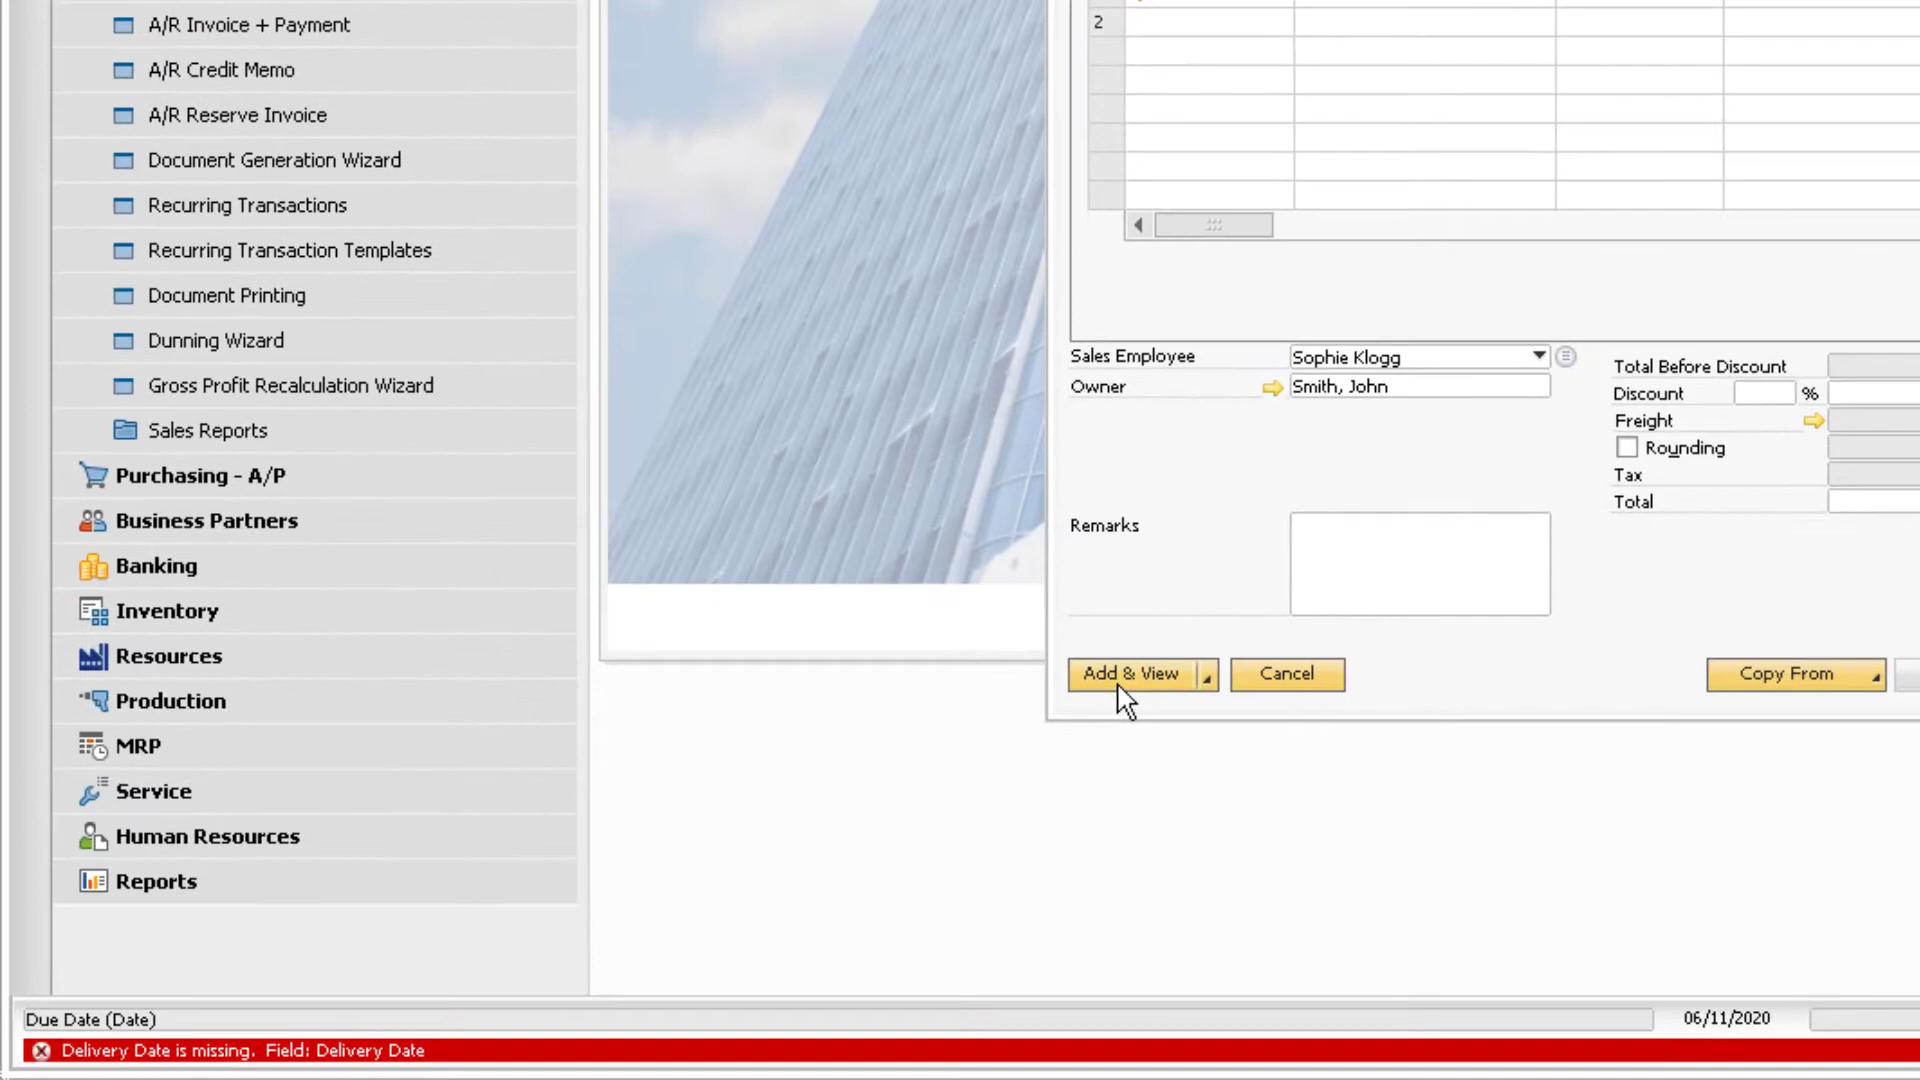 A/R Invoice + Payment
A/R Credit Memo
A/R Reserve Invoice
Document Generation Wizard
Recurring Transactions
Recurring Transaction Templates
Document Printing
Dunning Wizard
Gross Profit Recalculation Wizard
Sales Reports
Purchasing - A/P
Business Partners
Banking
Inventory
Resources
Production
MRP
Service
Human Resources
Reports
2
Sales Employee
Sophie Klogg
Owner
Smith, John
Total Before Discount
Discount %
Freight
Rounding
Tax
Total
Remarks
Add & View
Cancel
Copy From
Due Date (Date)
06/11/2020
Delivery Date is missing. Field: Delivery Date